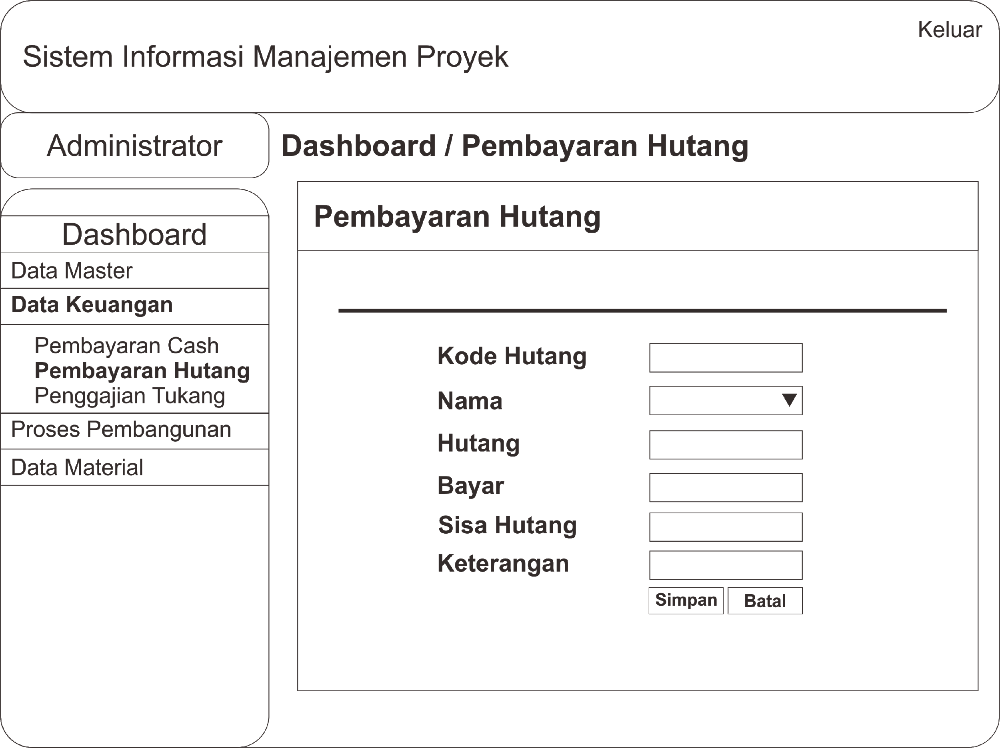 Keluar
Sistem Informasi Manajemen Proyek
Administrator
Dashboard / Pembayaran Hutang
Dashboard
Data Master
Data Keuangan
Pembayaran Cash
Pembayaran Hutang
Penggajian Tukang
Proses Pembangunan
Data Material
Pembayaran Hutang
Kode Hutang
Nama
Hutang
Bayar
Sisa Hutang
Keterangan
Simpan Batal